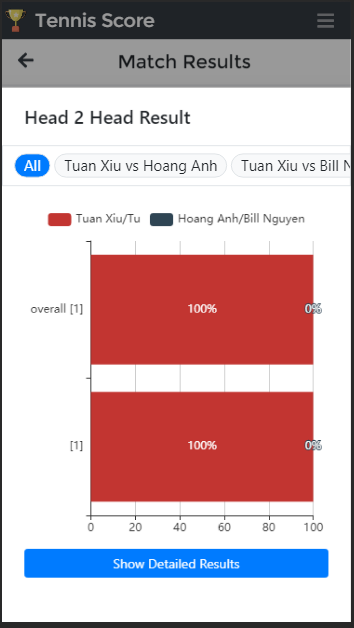 Tennis Score
Match Results
Head 2 Head Result
All Tuan Xiu vs Hoang Anh Tuan Xiu vs Bill N
Tuan Xiu/Tu Hoang Anh/Bill Nguyen
overall [1] 100% 0%
[1] 100% 0%
0 20 40 60 80 100
Show Detailed Results